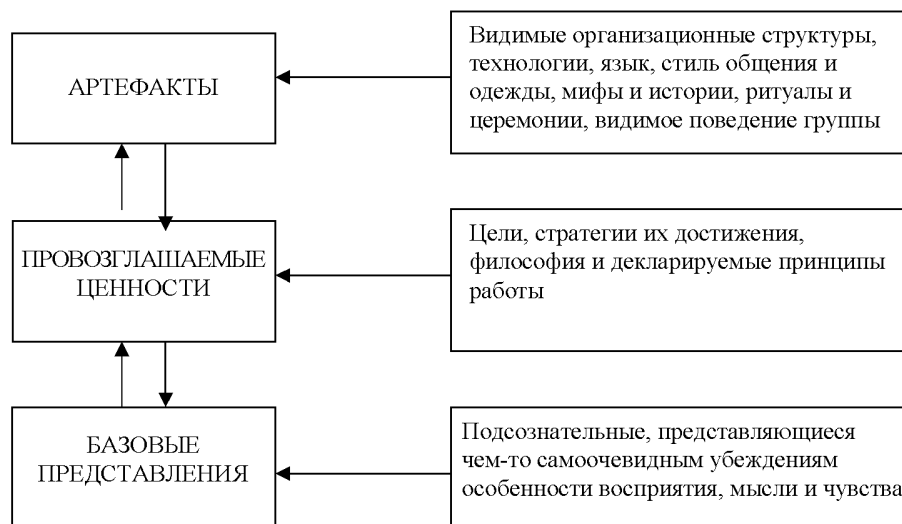 АРТЕФАКТЫ
Видимые организационные структуры,
технологии, язык, стиль общения и
одежды, мифы и истории, ритуалы и
церемонии, видимое поведение группы
ПРОВОЗГЛАШАЕМЫЕ
ЦЕННОСТИ
Цели, стратегии их достижения,
философия и декларируемые принципы
работы
БАЗОВЫЕ
ПРЕДСТАВЛЕНИЯ
Подсознательные, представляющиеся
чем-то самоочевидным убеждениям
особенности восприятия, мысли и чувства